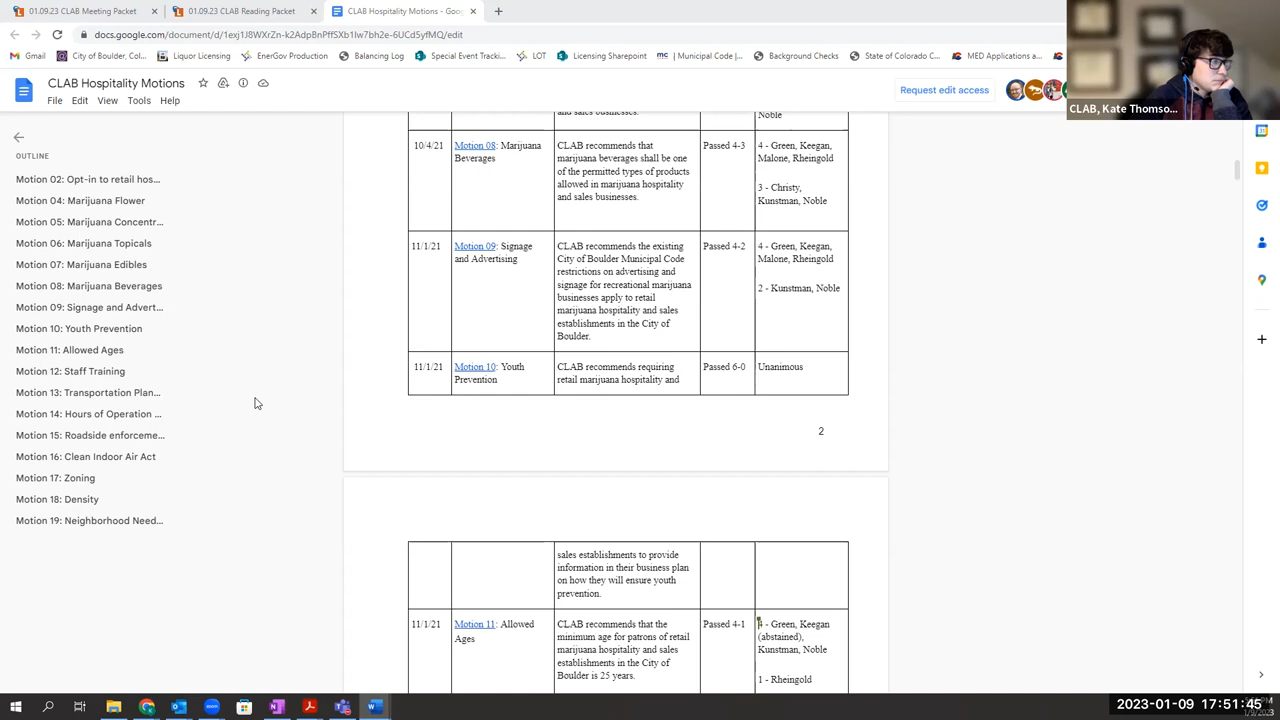 01.09.23 CLAB Meeting Packet
01.09.23 CLAB Reading Packet
CLAB Hospitality Motions - Goog
docs.google.com/document/d/1exj1J8WXrZn-k2AdpBnPffSXb1lw7bh2e-6UCd5yfMQ/edit
Gmail
City of Boulder, Col...
Liquor Licensing
EnerGov Production
Balancing Log
Special Event Tracki...
LOT
Licensing Sharepoint
mc | Municipal Code |...
Background Checks
State of Colorado C...
MED Applications a
CLAB Hospitality Motions
File Edit View Tools Help
Request edit access
CLAB, Kate Thomso...
OUTLINE
Motion 02: Opt-in to retail hos...
Motion 04: Marijuana Flower
Motion 05: Marijuana Concentr...
Motion 06: Marijuana Topicals
Motion 07: Marijuana Edibles
Motion 08: Marijuana Beverages
Motion 09: Signage and Advert...
Motion 10: Youth Prevention
Motion 11: Allowed Ages
Motion 12: Staff Training
Motion 13: Transportation Plan...
Motion 14: Hours of Operation ...
Motion 15: Roadside enforceme...
Motion 16: Clean Indoor Air Act
Motion 17: Zoning
Motion 18: Density
Motion 19: Neighborhood Need...
and sales businesses.
Noble
10/4/21
Motion 08: Marijuana
Beverages
CLAB recommends that
marijuana beverages shall be one
of the permitted types of products
allowed in marijuana hospitality
and sales businesses.
Passed 4-3
4 - Green, Keegan,
Malone, Rheingold
3 - Christy,
Kunstman, Noble
11/1/21
Motion 09: Signage
and Advertising
CLAB recommends the existing
City of Boulder Municipal Code
restrictions on advertising and
signage for recreational marijuana
businesses apply to retail
marijuana hospitality and sales
establishments in the City of
Boulder.
Passed 4-2
4 - Green, Keegan,
Malone, Rheingold
2 - Kunstman, Noble
11/1/21
Motion 10: Youth
Prevention
CLAB recommends requiring
retail marijuana hospitality and
Passed 6-0
Unanimous
2
sales establishments to provide
information in their business plan
on how they will ensure youth
prevention.
11/1/21
Motion 11: Allowed
Ages
CLAB recommends that the
minimum age for patrons of retail
marijuana hospitality and sales
establishments in the City of
Boulder is 25 years.
Passed 4-1
4 - Green, Keegan
(abstained),
Kunstman, Noble
1 - Rheingold
2023-01-09 17:51:45